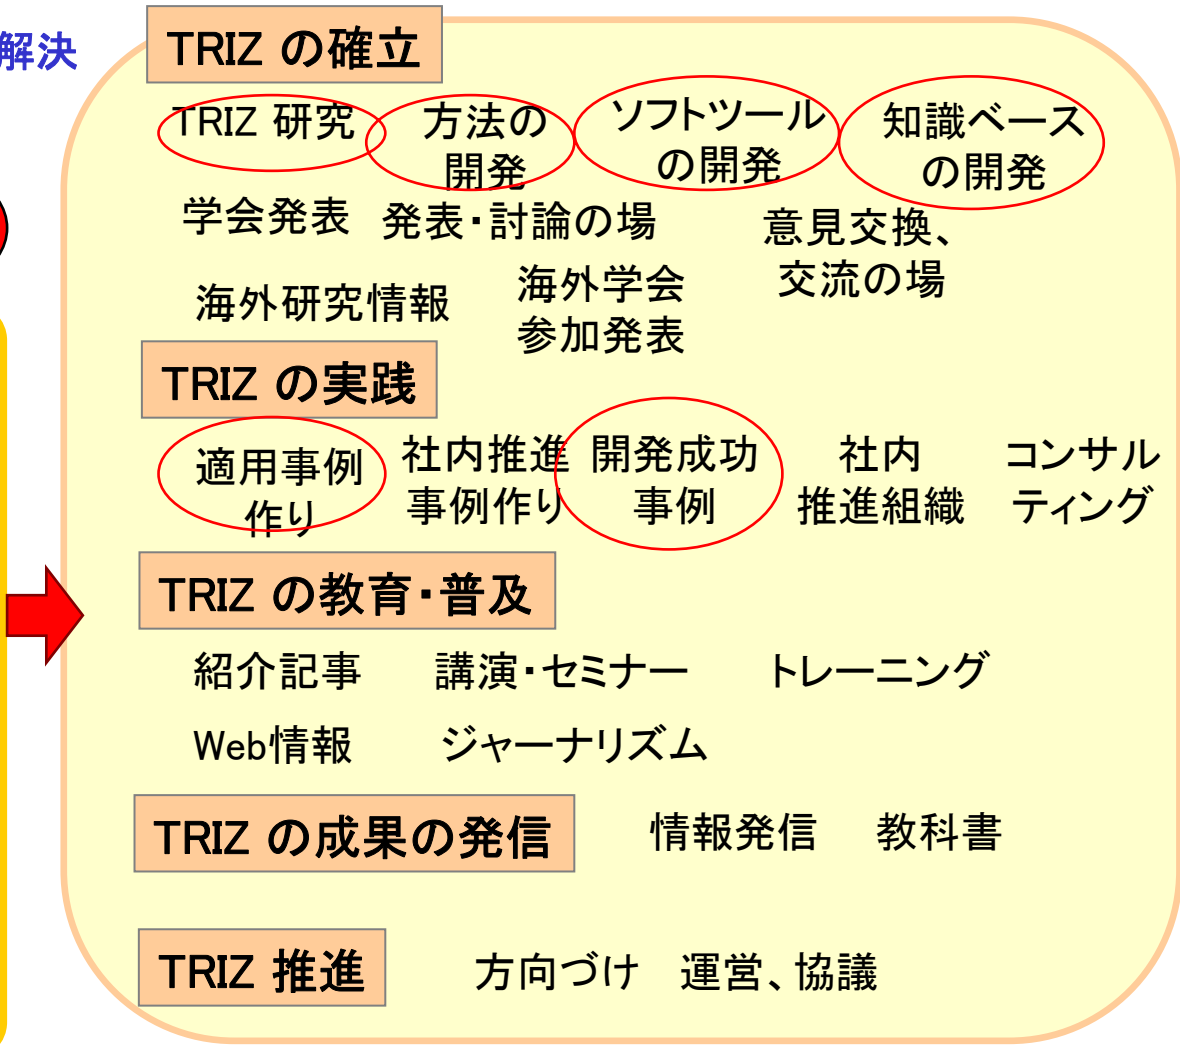 解決
TRIZ の確立
TRIZ 研究
方法の
開発
ソフトツール
の開発
知識ベース
の開発
学会発表
発表・討論の場
意見交換、
交流の場
海外研究情報
海外学会
参加発表
TRIZ の実践
適用事例
作り
社内推進
事例作り
開発成功
事例
社内
推進組織
コンサル
ティング
TRIZ の教育・普及
紹介記事
講演・セミナー
トレーニング
Web情報
ジャーナリズム
TRIZ の成果の発信
情報発信
教科書
TRIZ 推進
方向づけ
運営、協議